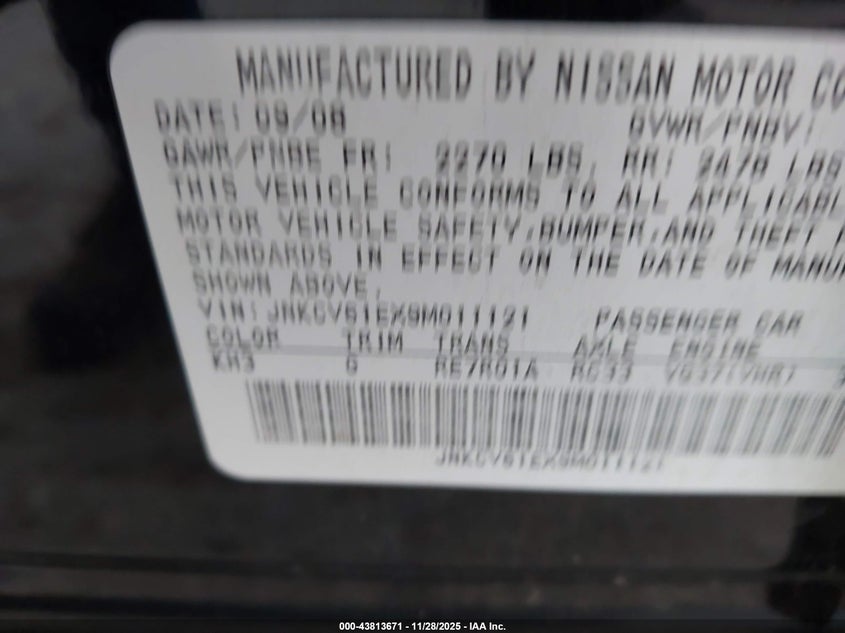 MANUFACTURED BY NISSAN MOTOR CO
DATE: 09/08 GVWR/PNBV:
GAWR/PNBE FR: 2270 LBS, RR: 2478 LBS
THIS VEHICLE CONFORMS TO ALL APPLICABL
MOTOR VEHICLE SAFETY, BUMPER, AND THEFT
STANDARDS IN EFFECT ON THE DATE OF MANU
SHOWN ABOVE.
VIN: JNKCV61EX9M011121 PASSENGER CAR
COLOR TRIM TRANS AXLE ENGINE
KH3 G RE7R01A RC33 VQ37(VHR)
JNKCV61EX9M011121
000-43813671 - 11/28/2025 - IAA Inc.